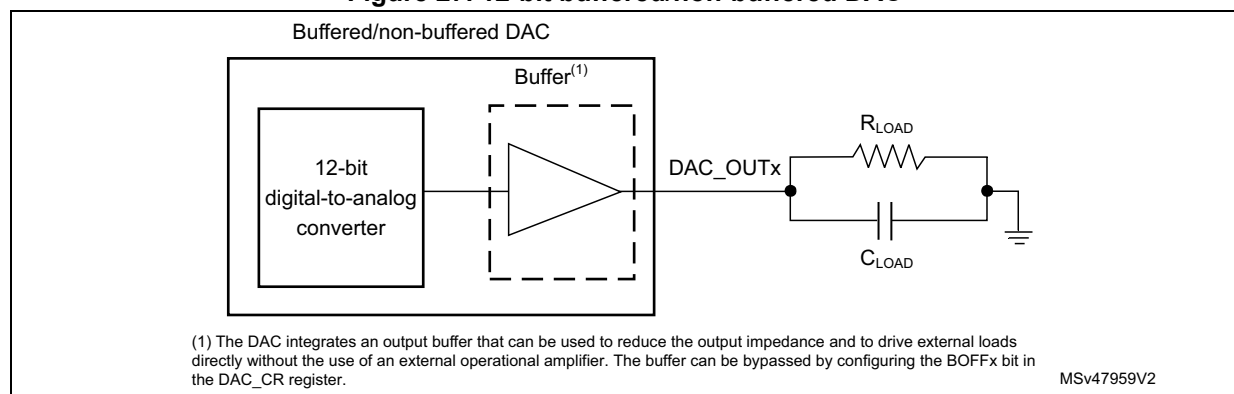 Buffered/non-buffered DAC
Buffer(1)
12-bit
digital-to-analog
converter
DAC_OUTx
RLOAD
CLOAD
(1) The DAC integrates an output buffer that can be used to reduce the output impedance and to drive external loads
directly without the use of an external operational amplifier. The buffer can be bypassed by configuring the BOFFx bit in
the DAC_CR register.
MSv47959V2